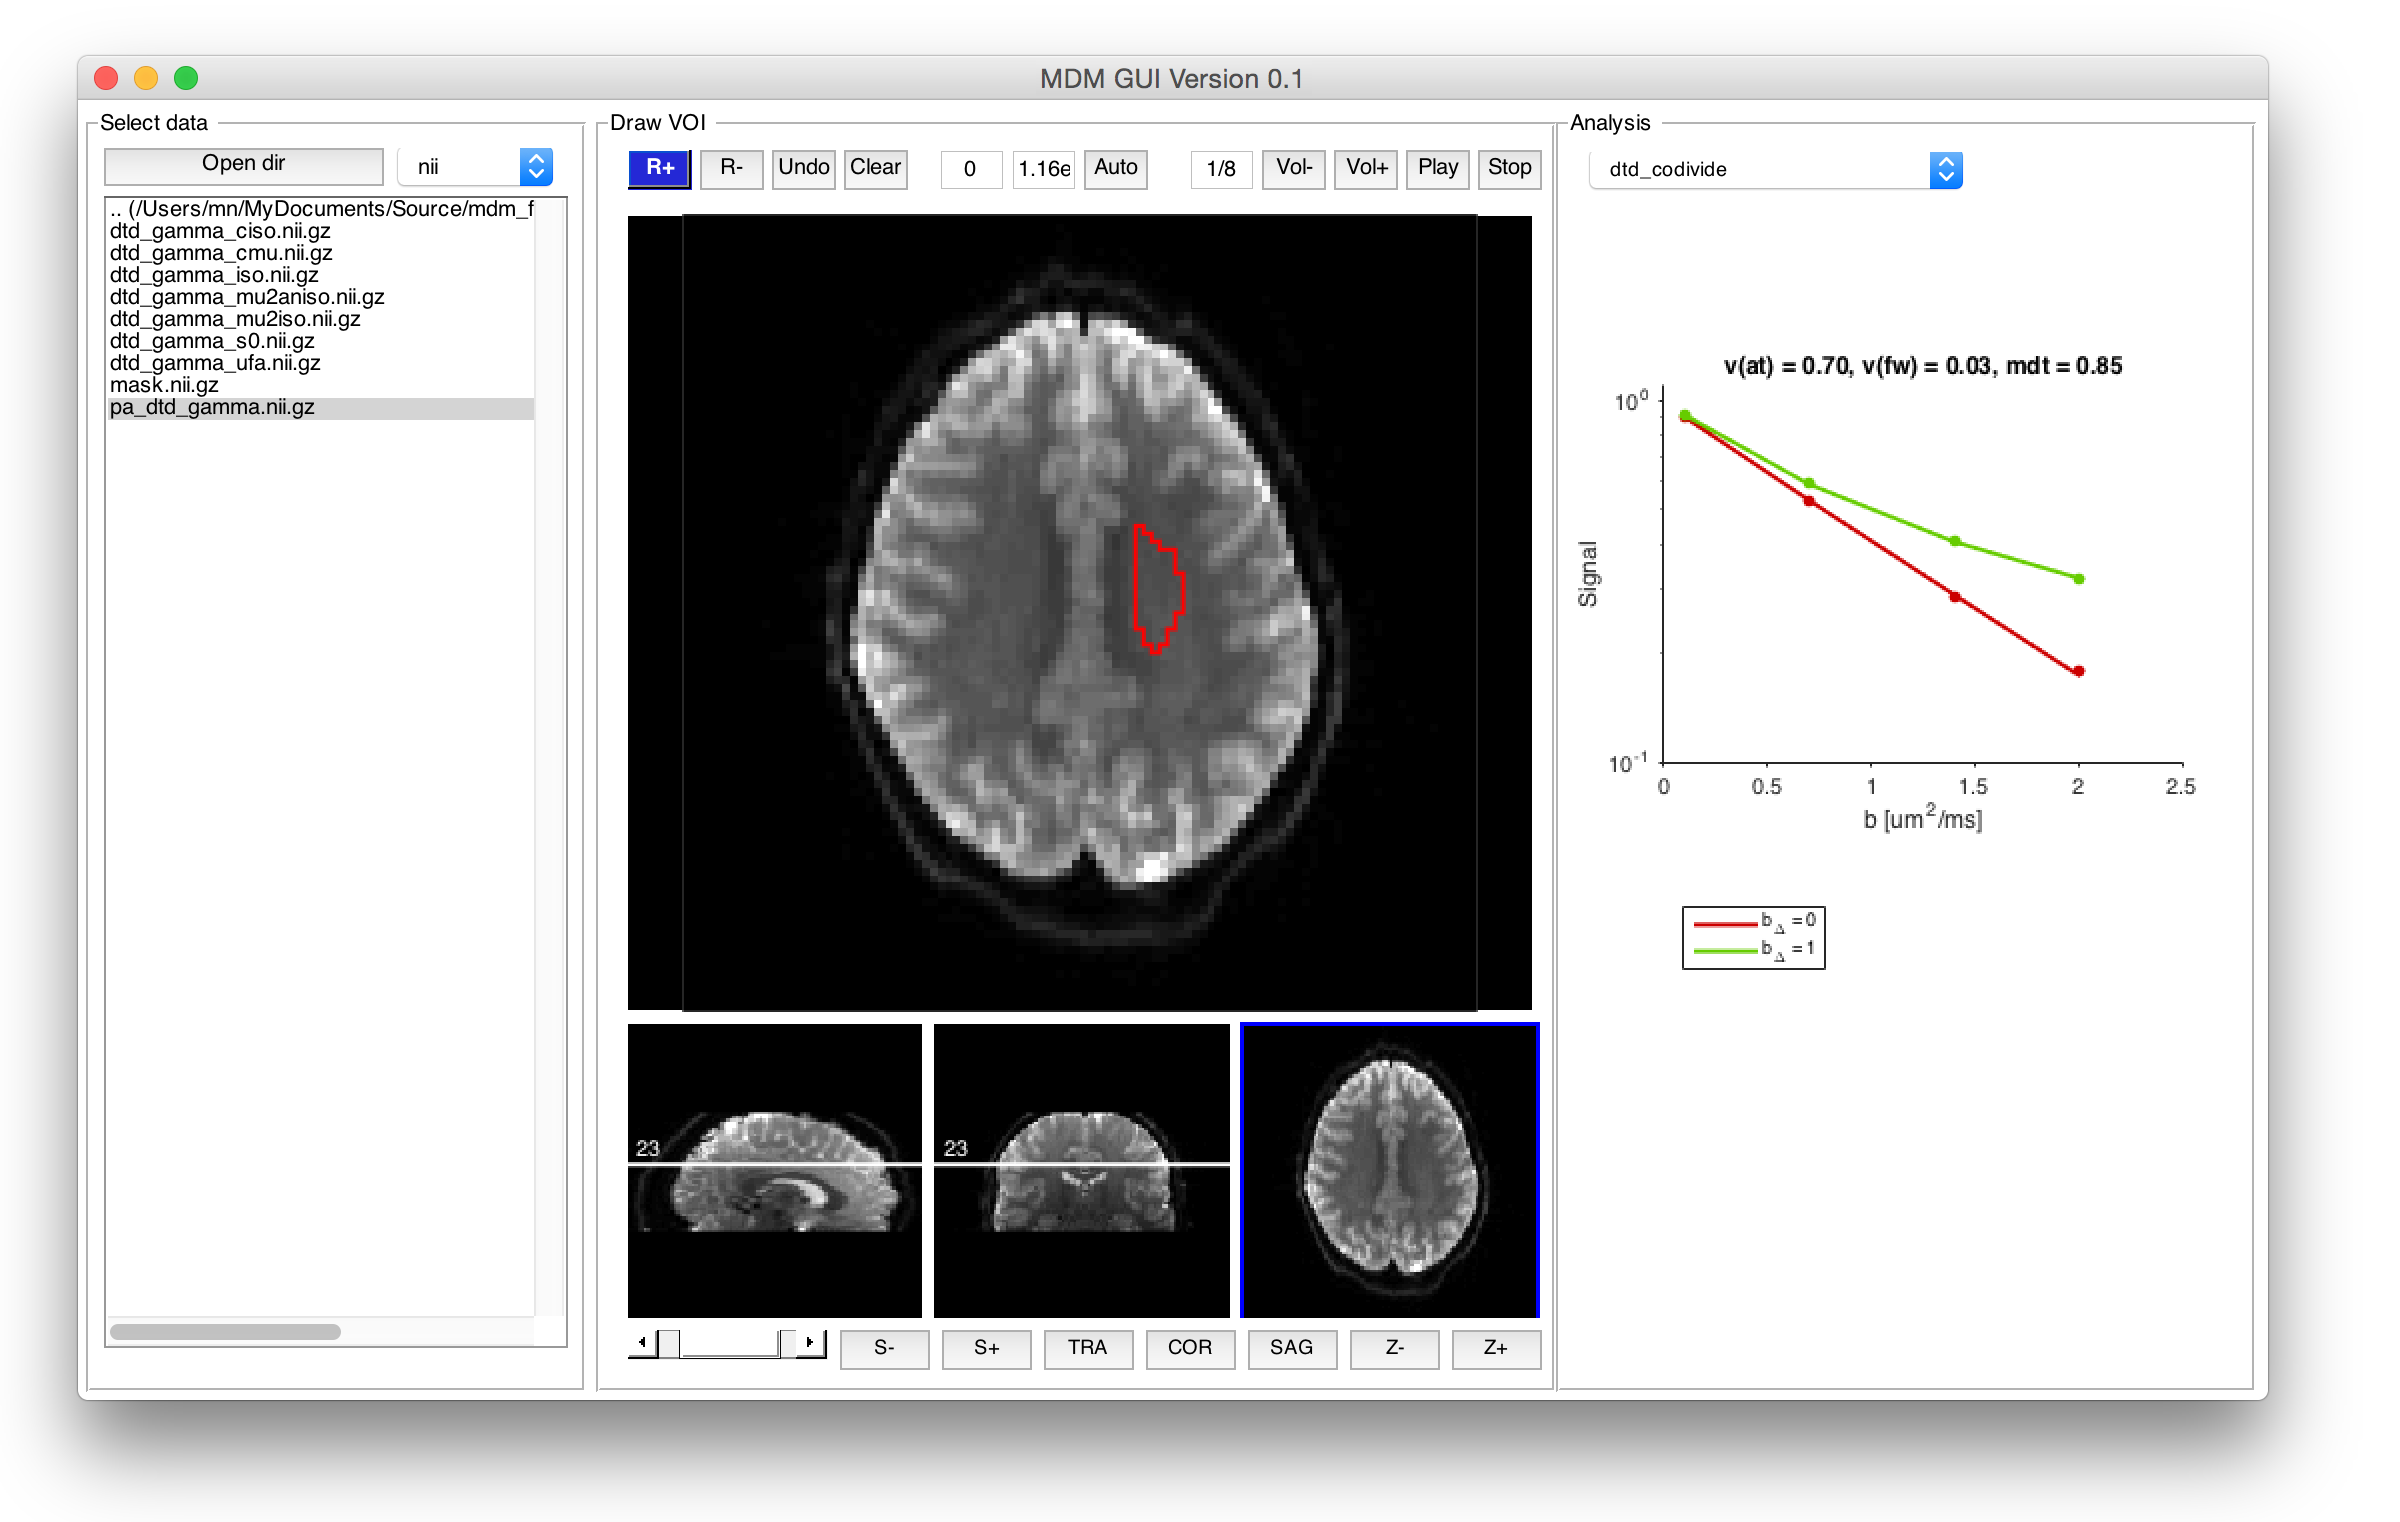 MDM GUI Version 0.1
Select data
Open dir
nii
.. (/Users/mn/MyDocuments/Source/mdm_f
dtd_gamma_ciso.nii.gz
dtd_gamma_cmu.nii.gz
dtd_gamma_iso.nii.gz
dtd_gamma_mu2aniso.nii.gz
dtd_gamma_mu2iso.nii.gz
dtd_gamma_s0.nii.gz
dtd_gamma_ufa.nii.gz
mask.nii.gz
pa_dtd_gamma.nii.gz
Draw VOI
R+ R- Undo Clear 0 1.16e Auto 1/8 Vol- Vol+ Play Stop
23
23
S- S+ TRA COR SAG Z- Z+
Analysis
dtd_codivide
v(at) = 0.70, v(fw) = 0.03, mdt = 0.85
10⁰
Signal
10⁻¹
0 0.5 1 1.5 2 2.5
b [um²/ms]
b_Δ = 0
b_Δ = 1